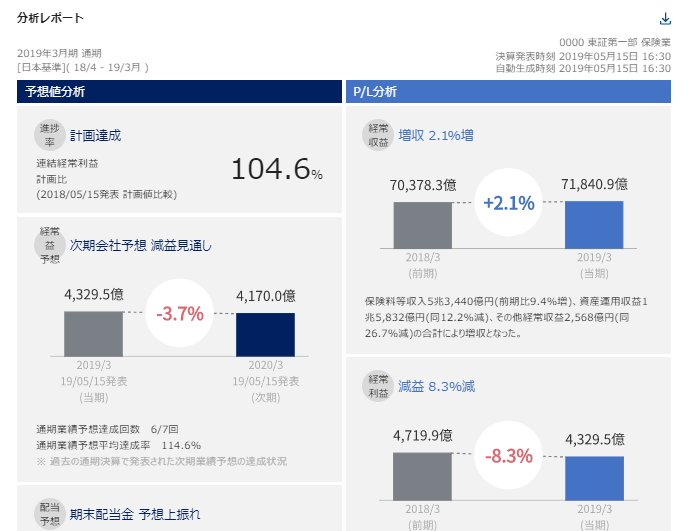 分析レポート
2019年3月期 通期
[日本基準]( 18/4 - 19/3月 )
0000 東証第一部 保険業
決算発表時刻 2019年05月15日 16:30
自動生成時刻 2019年05月15日 16:30
予想値分析
進捗
率
計画達成
連結経常利益
計画比
(2018/05/15発表 計画値比較)
104.6%
経常
益
予想
次期会社予想 減益見通し
4,329.5億
-3.7%
4,170.0億
2019/3
19/05/15発表
(当期)
2020/3
19/05/15発表
(次期)
通期業績予想達成回数 6/7回
通期業績予想平均達成率 114.6%
※ 過去の通期決算で発表された次期業績予想の達成状況
配当
予想
期末配当金 予想上振れ
P/L分析
経常
収益
増収 2.1%増
70,378.3億
+2.1%
71,840.9億
2018/3
(前期)
2019/3
(当期)
保険料等収入5兆3,440億円(前期比9.4%増)、資産運用収益1
兆5,832億円(同12.2%減)、その他経常収益2,568億円(同
26.7%減)の合計により増収となった。
経常
利益
減益 8.3%減
4,719.9億
-8.3%
4,329.5億
2018/3
(前期)
2019/3
(当期)